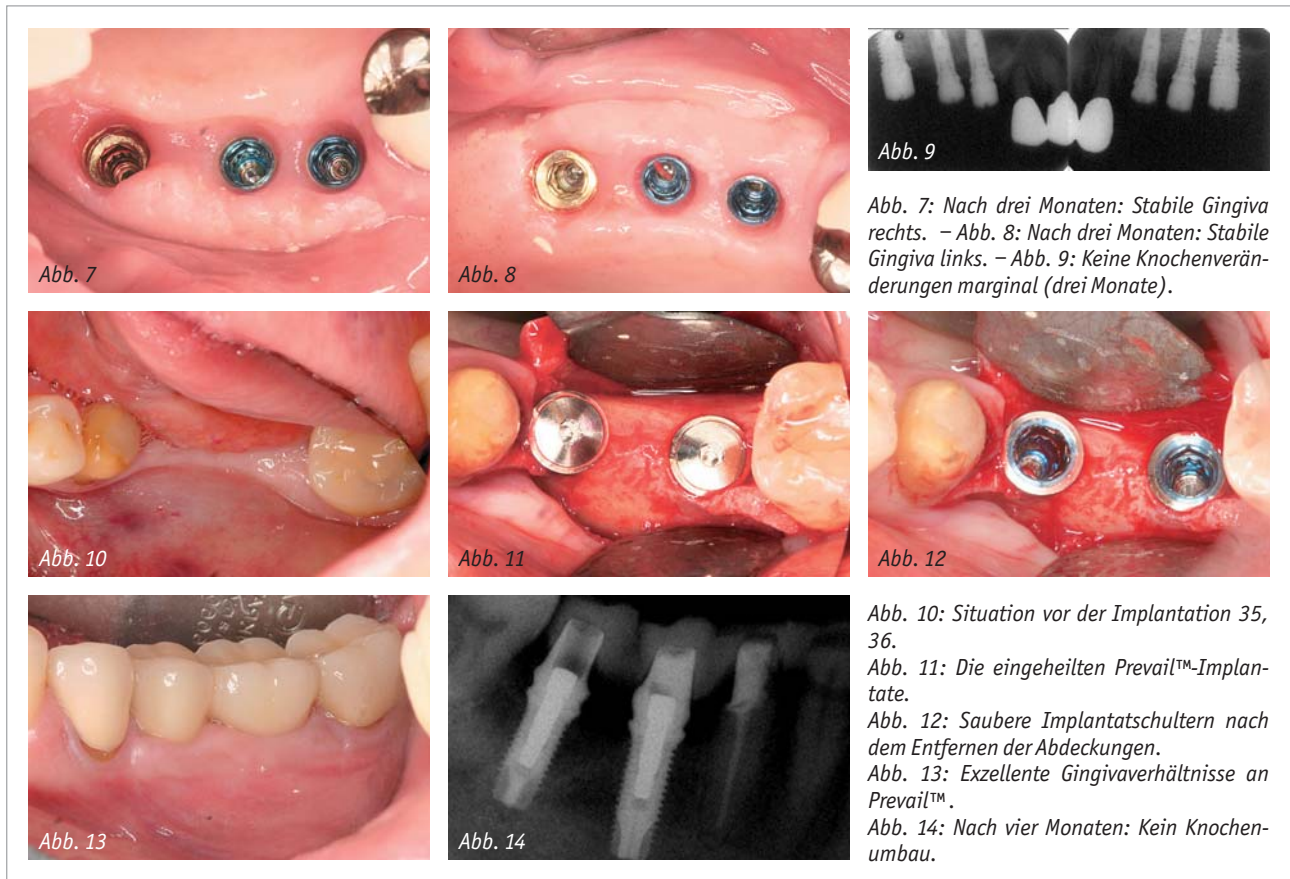 Abb. 7
Abb. 8
Abb. 9
Abb. 7: Nach drei Monaten: Stabile Gingiva
rechts. – Abb. 8: Nach drei Monaten: Stabile
Gingiva links. – Abb. 9: Keine Knochenverän-
derungen marginal (drei Monate).
Abb. 10
Abb. 11
Abb. 12
Abb. 13
Abb. 14
Abb. 10: Situation vor der Implantation 35,
36.
Abb. 11: Die eingeheilten Prevail™-Implan-
tate.
Abb. 12: Saubere Implantatschultern nach
dem Entfernen der Abdeckungen.
Abb. 13: Exzellente Gingivaverhältnisse an
Prevail™.
Abb. 14: Nach vier Monaten: Kein Knochen-
umbau.